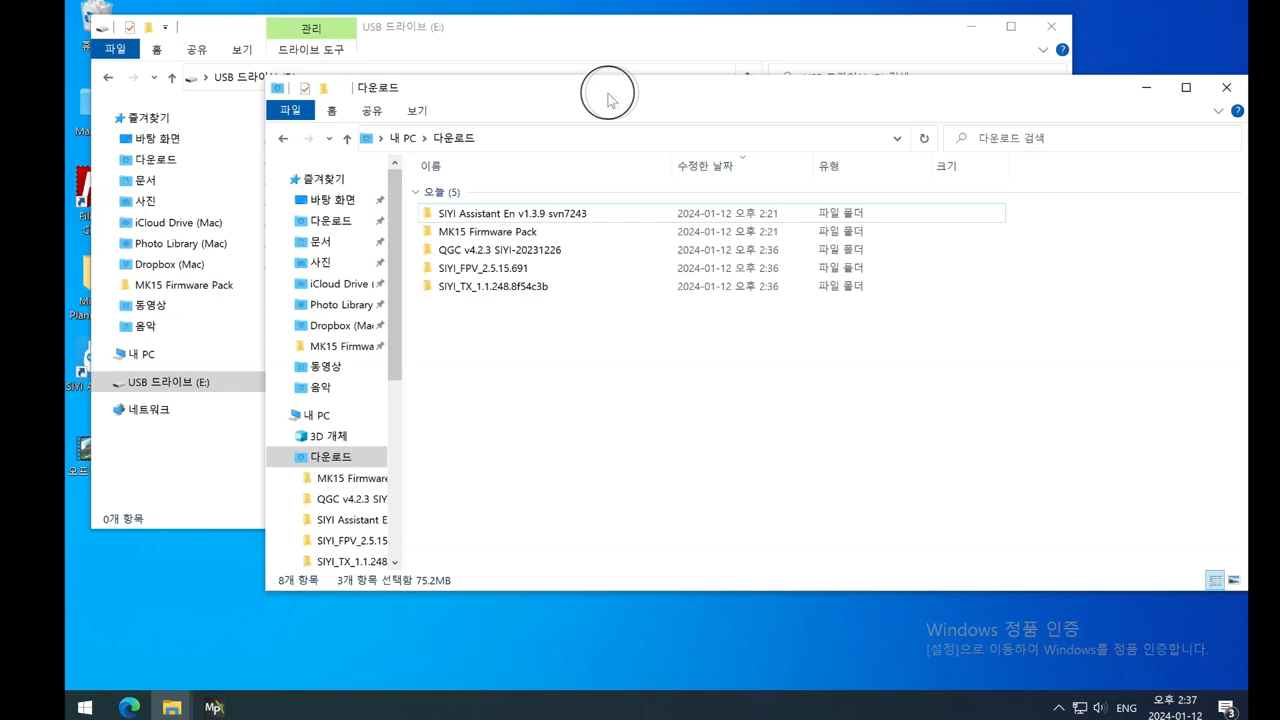 관리
USB 드라이브 (E:)
파일
홈
공유
보기
드라이브 도구
USB 드라이브 (E:)
즐겨찾기
바탕 화면
다운로드
문서
사진
iCloud Drive (Mac)
Photo Library (Mac)
Dropbox (Mac)
MK15 Firmware Pack
동영상
음악
내 PC
USB 드라이브 (E:)
네트워크
0개 항목
다운로드
파일
홈
공유
보기
내 PC
다운로드
다운로드 검색
이름
수정한 날짜
유형
크기
오늘 (5)
SIYI Assistant En v1.3.9 svn7243 2024-01-12 오후 2:21 파일 폴더
MK15 Firmware Pack 2024-01-12 오후 2:21 파일 폴더
QGC v4.2.3 SIYI-20231226 2024-01-12 오후 2:36 파일 폴더
SIYI_FPV_2.5.15.691 2024-01-12 오후 2:36 파일 폴더
SIYI_TX_1.1.248.8f54c3b 2024-01-12 오후 2:36 파일 폴더
즐겨찾기
바탕 화면
다운로드
문서
사진
iCloud Drive (
Photo Library
Dropbox (Mac
MK15 Firmwa
동영상
음악
내 PC
3D 개체
다운로드
MK15 Firmware
QGC v4.2.3 SIY
SIYI Assistant E
SIYI_FPV_2.5.15
SIYI_TX_1.1.248
8개 항목
3개 항목 선택함 75.2MB
Windows 정품 인증
[설정]으로 이동하여 Windows를 정품 인증합니다.
Mp
ENG
오후 2:37
2024-01-12
3